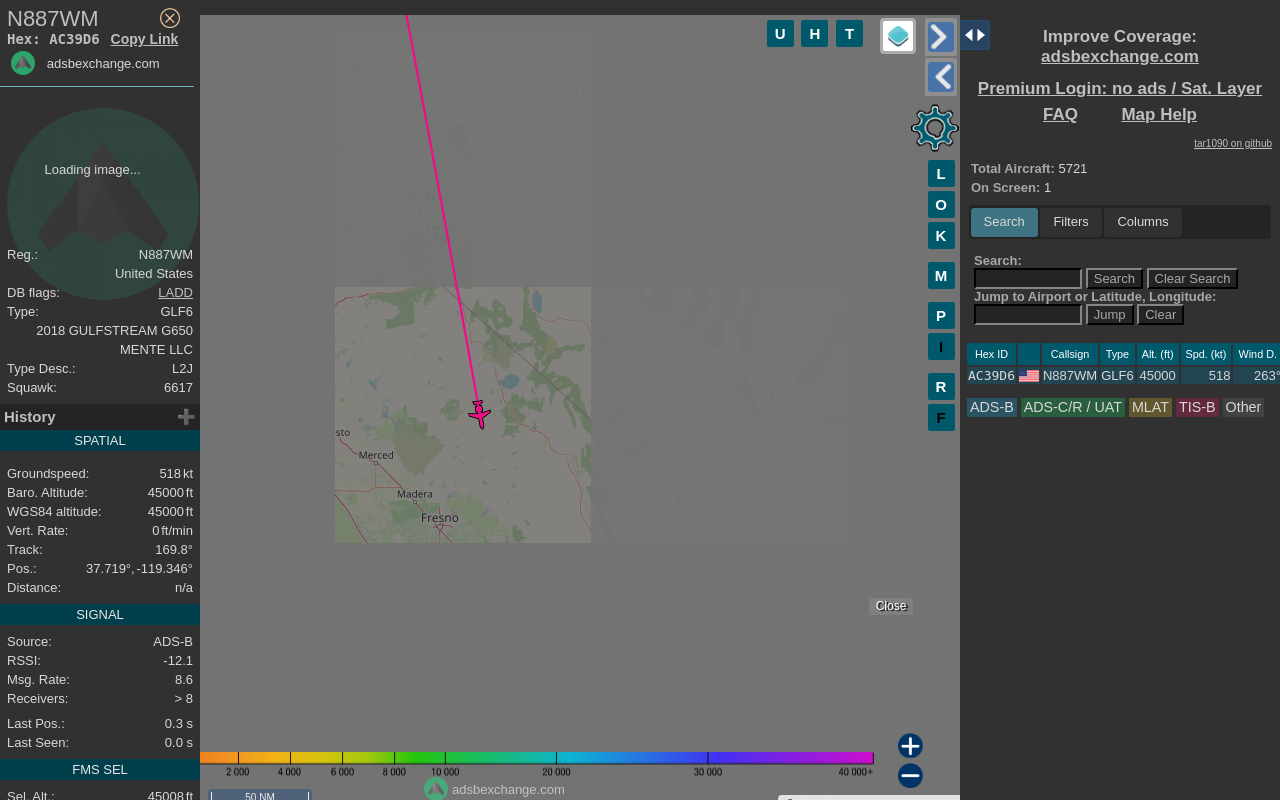 N887WM
Hex: AC39D6 Copy Link
adsbexchange.com
Loading image...
Reg.: N887WM
United States
DB flags: LADD
Type: GLF6
2018 GULFSTREAM G650
MENTE LLC
Type Desc.: L2J
Squawk: 6617
History
SPATIAL
Groundspeed: 518 kt
Baro. Altitude: 45000 ft
WGS84 altitude: 45000 ft
Vert. Rate: 0 ft/min
Track: 169.8°
Pos.: 37.719°, -119.346°
Distance: n/a
SIGNAL
Source: ADS-B
RSSI: -12.1
Msg. Rate: 8.6
Receivers: > 8
Last Pos.: 0.3 s
Last Seen: 0.0 s
FMS SEL
Sel. Alt.: 45008 ft
U H T
L
O
K
M
P
I
R
F
sto
Merced
Madera
Fresno
Close
2 000 4 000 6 000 8 000 10 000 20 000 30 000 40 000+
adsbexchange.com
50 NM
Improve Coverage:
adsbexchange.com
Premium Login: no ads / Sat. Layer
FAQ Map Help
tar1090 on github
Total Aircraft: 5721
On Screen: 1
Search Filters Columns
Search:
Search Clear Search
Jump to Airport or Latitude, Longitude:
Jump Clear
Hex ID Callsign Type Alt. (ft) Spd. (kt) Wind D.
AC39D6 N887WM GLF6 45000 518 263°
ADS-B ADS-C/R / UAT MLAT TIS-B Other